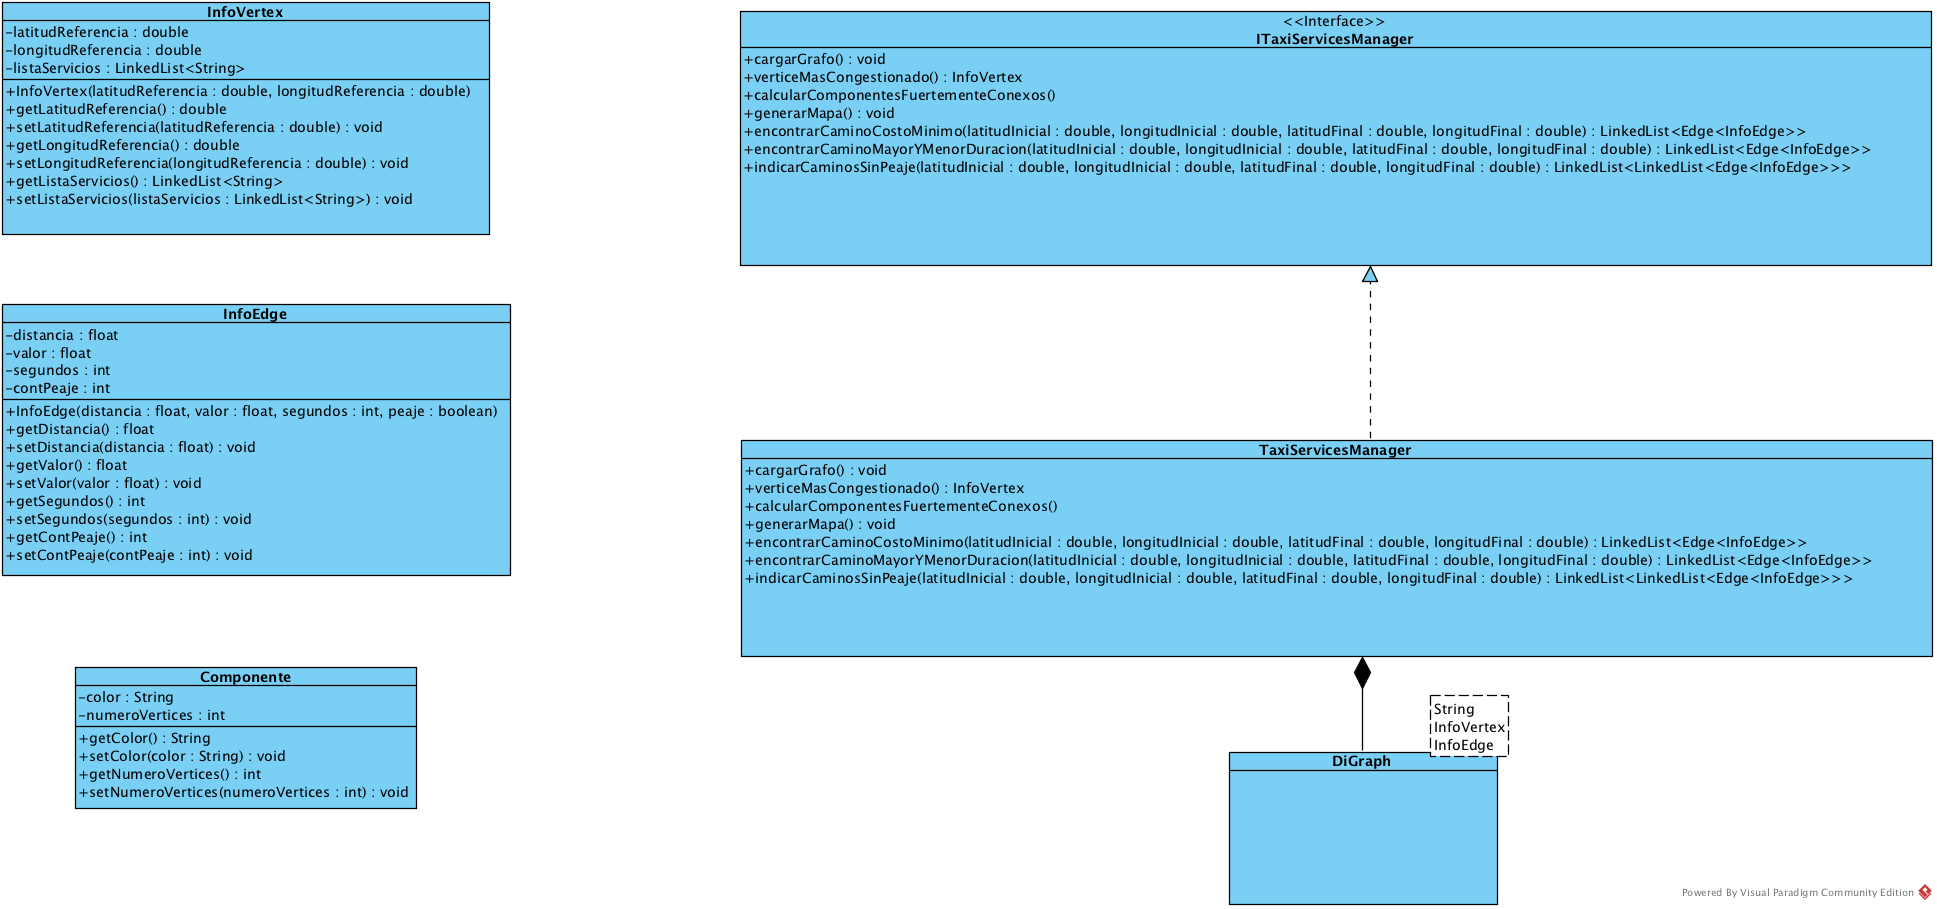 InfoVertex
-latitudReferencia : double
-longitudReferencia : double
-listaServicios : LinkedList<String>
+InfoVertex(latitudReferencia : double, longitudReferencia : double)
+getLatitudReferencia() : double
+setLatitudReferencia(latitudReferencia : double) : void
+getLongitudReferencia() : double
+setLongitudReferencia(longitudReferencia : double) : void
+getListaServicios() : LinkedList<String>
+setListaServicios(listaServicios : LinkedList<String>) : void
<<Interface>>
ITaxiServicesManager
+cargarGrafo() : void
+verticeMasCongestionado() : InfoVertex
+calcularComponentesFuertementeConexos()
+generarMapa() : void
+encontrarCaminoCostoMinimo(latitudInicial : double, longitudInicial : double, latitudFinal : double, longitudFinal : double) : LinkedList<Edge<InfoEdge>>
+encontrarCaminoMayorYMenorDuracion(latitudInicial : double, longitudInicial : double, latitudFinal : double, longitudFinal : double) : LinkedList<Edge<InfoEdge>>
+indicarCaminosSinPeaje(latitudInicial : double, longitudInicial : double, latitudFinal : double, longitudFinal : double) : LinkedList<LinkedList<Edge<InfoEdge>>>
InfoEdge
-distancia : float
-valor : float
-segundos : int
-contPeaje : int
+InfoEdge(distancia : float, valor : float, segundos : int, peaje : boolean)
+getDistancia() : float
+setDistancia(distancia : float) : void
+getValor() : float
+setValor(valor : float) : void
+getSegundos() : int
+setSegundos(segundos : int) : void
+getContPeaje() : int
+setContPeaje(contPeaje : int) : void
TaxiServicesManager
+cargarGrafo() : void
+verticeMasCongestionado() : InfoVertex
+calcularComponentesFuertementeConexos()
+generarMapa() : void
+encontrarCaminoCostoMinimo(latitudInicial : double, longitudInicial : double, latitudFinal : double, longitudFinal : double) : LinkedList<Edge<InfoEdge>>
+encontrarCaminoMayorYMenorDuracion(latitudInicial : double, longitudInicial : double, latitudFinal : double, longitudFinal : double) : LinkedList<Edge<InfoEdge>>
+indicarCaminosSinPeaje(latitudInicial : double, longitudInicial : double, latitudFinal : double, longitudFinal : double) : LinkedList<LinkedList<Edge<InfoEdge>>>
Componente
-color : String
-numeroVertices : int
+getColor() : String
+setColor(color : String) : void
+getNumeroVertices() : int
+setNumeroVertices(numeroVertices : int) : void
String
InfoVertex
InfoEdge
DiGraph
Powered By Visual Paradigm Community Edition